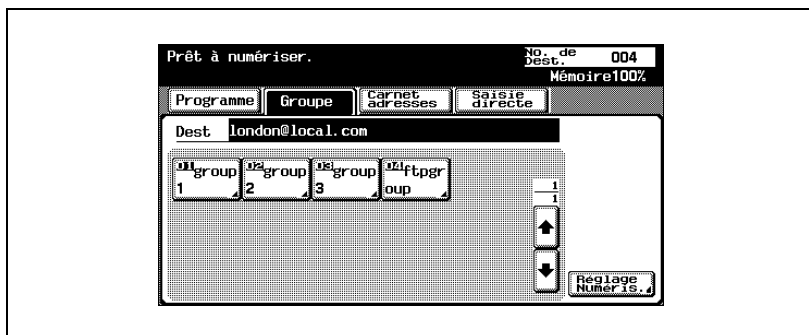 Prêt à numériser.
No. de Dest. 004
Mémoire100%
Programme
Groupe
Carnet adresses
Saisie directe
Dest london@local.com
01 group 1
02 group 2
03 group 3
04 ftpgroup
1
1
Réglage Numéris.